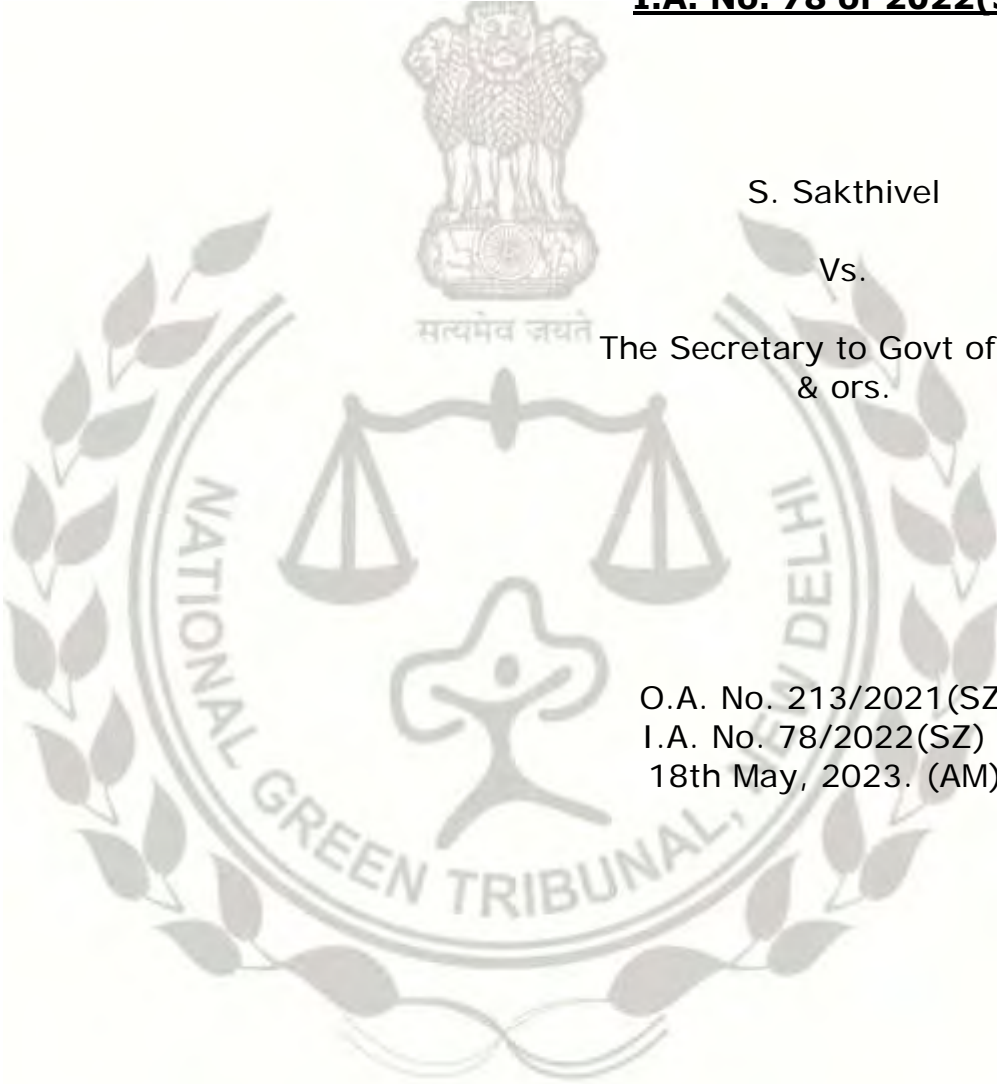 I.A. No. 78 of 2022(
S. Sakthivel
Vs.
सत्यमेव जयते
The Secretary to Govt of
& ors.
NATIONAL GREEN TRIBUNAL, NEW DELHI
O.A. No. 213/2021(SZ
I.A. No. 78/2022(SZ)
18th May, 2023. (AM)